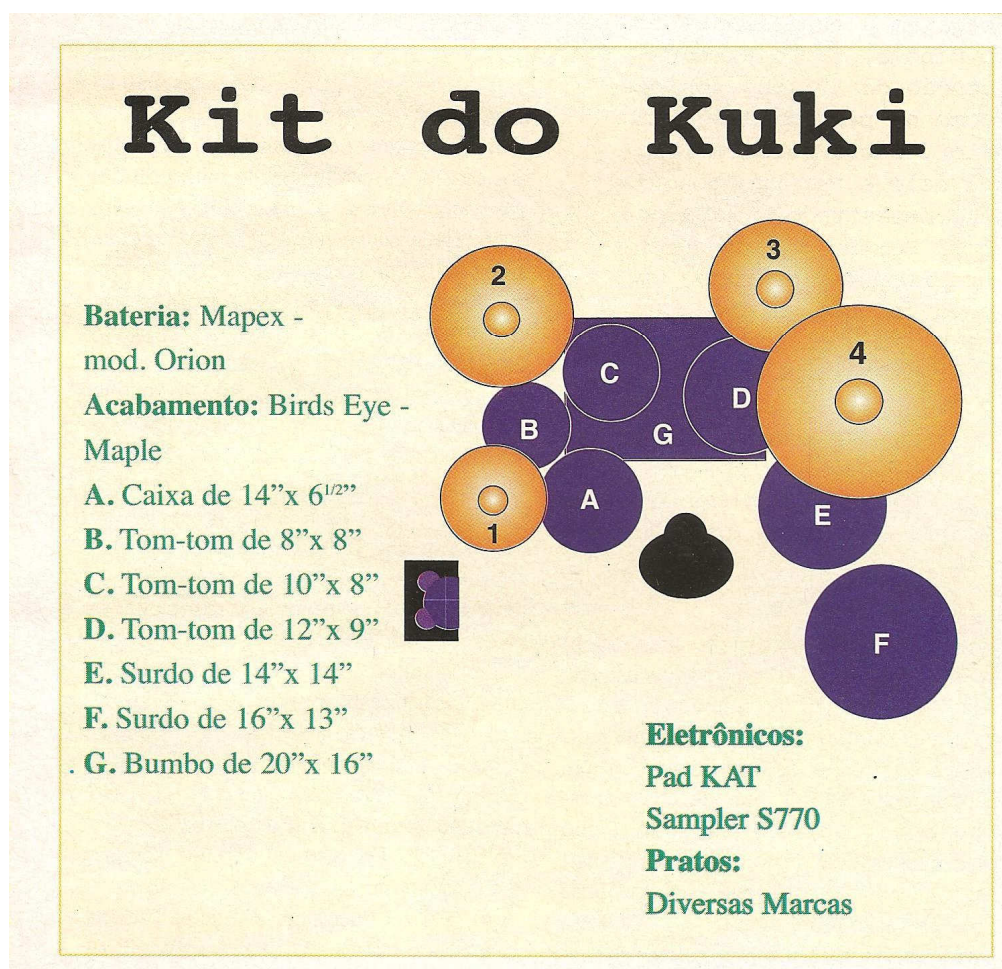 Kit do Kuki
Bateria: Mapex -
mod. Orion
Acabamento: Birds Eye -
Maple
A. Caixa de 14”x 6 1/2”
B. Tom-tom de 8”x 8”
C. Tom-tom de 10”x 8”
D. Tom-tom de 12”x 9”
E. Surdo de 14”x 14”
F. Surdo de 16”x 13”
G. Bumbo de 20”x 16”
2
3
4
C
D
B
G
1
A
E
F
Eletrônicos:
Pad KAT
Sampler S770
Pratos:
Diversas Marcas